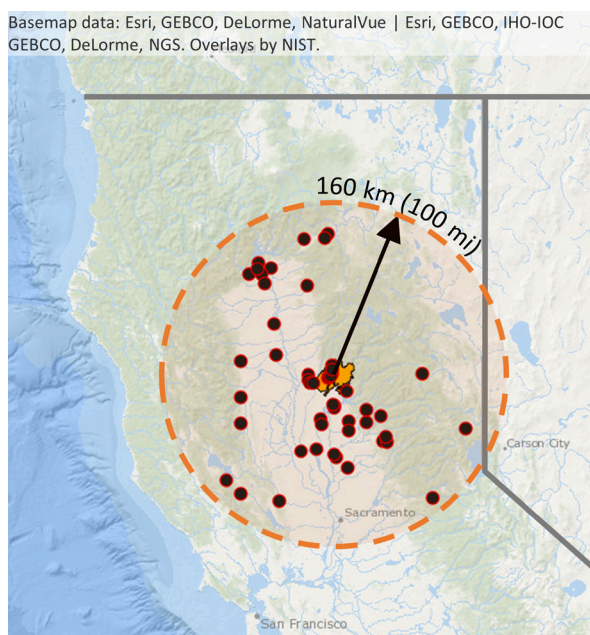 Basemap data: Esri, GEBCO, DeLorme, NaturalVue | Esri, GEBCO, IHO-IOC
GEBCO, DeLorme, NGS. Overlays by NIST.
160 km (100 mi)
Carson City
Sacramento
San Francisco